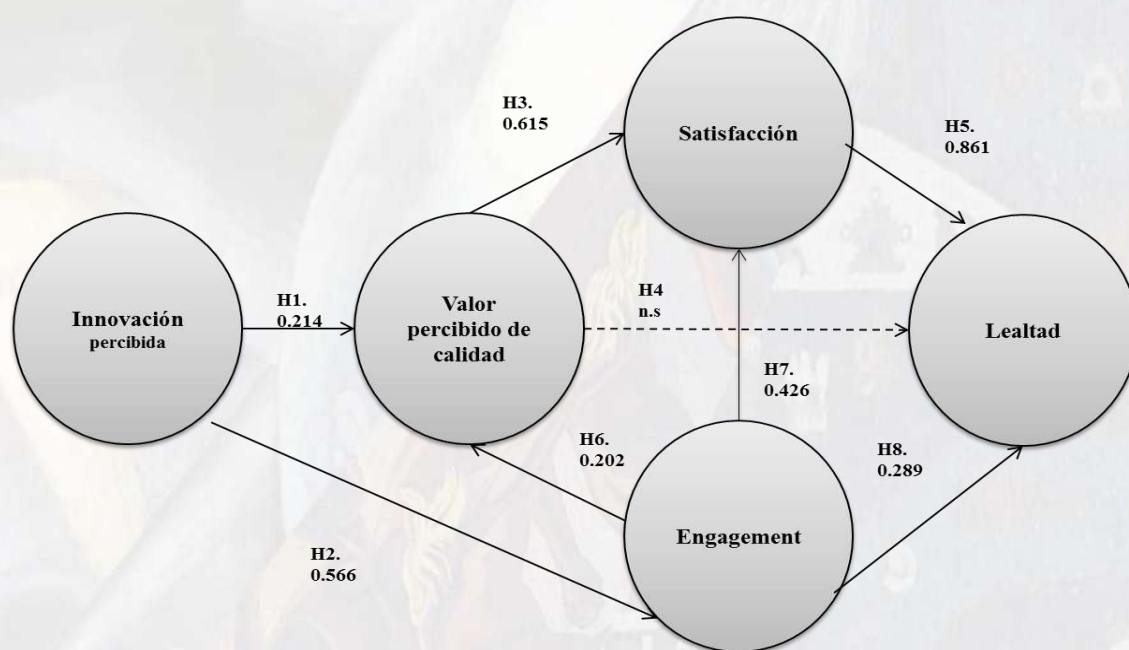 H3.
0.615
Satisfacción
H5.
0.861
Innovación
percibida
H1.
0.214
Valor
percibido de
calidad
H4
n.s
Lealtad
H7.
0.426
H6.
0.202
H8.
0.289
H2.
0.566
Engagement